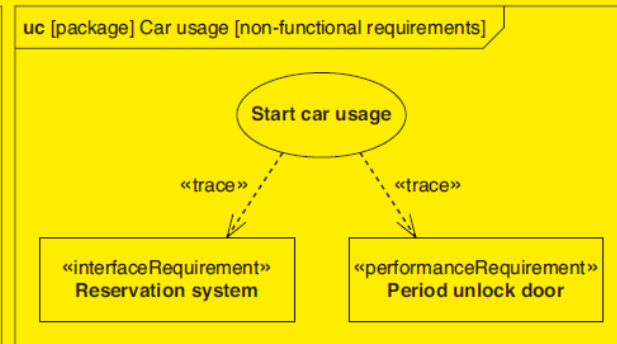 uc [package] Car usage [non-functional requirements]
Start car usage
«trace» «trace»
«interfaceRequirement»
Reservation system
«performanceRequirement»
Period unlock door